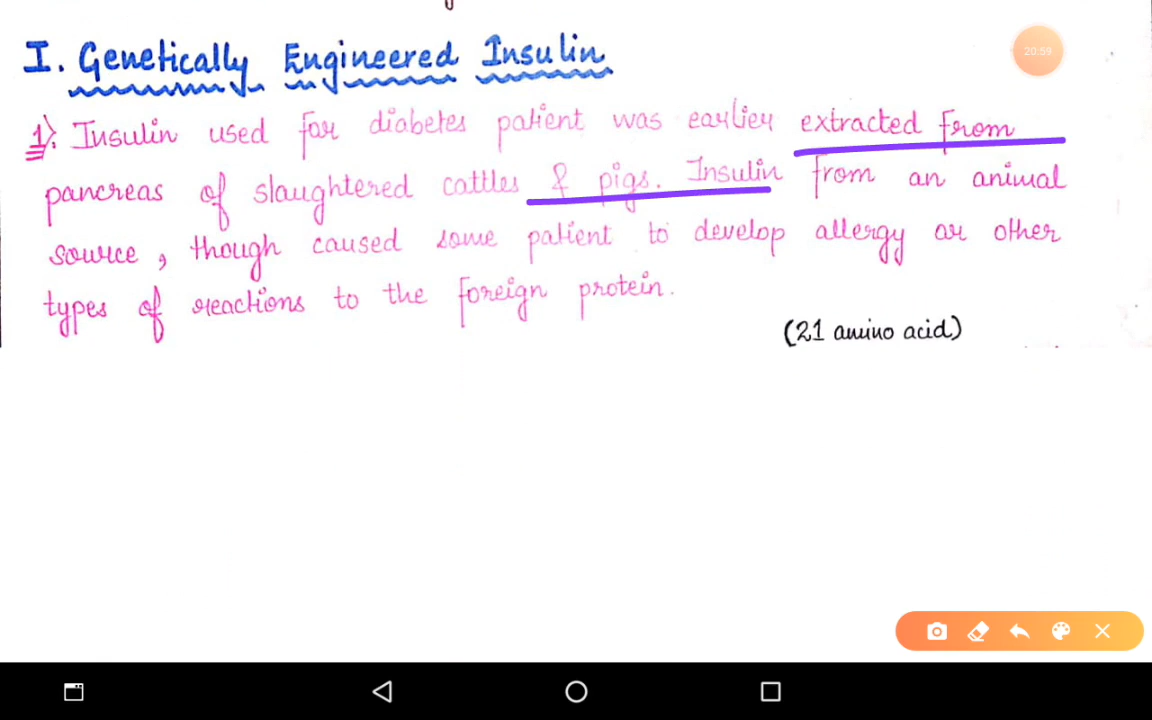 20:59
I. Genetically Engineered Insulin
1). Insulin used for diabetes patient was earlier extracted from
pancreas of slaughtered cattles & pigs. Insulin from an animal
source, though caused some patient to develop allergy or other
types of reactions to the foreign protein.
(21 amino acid)